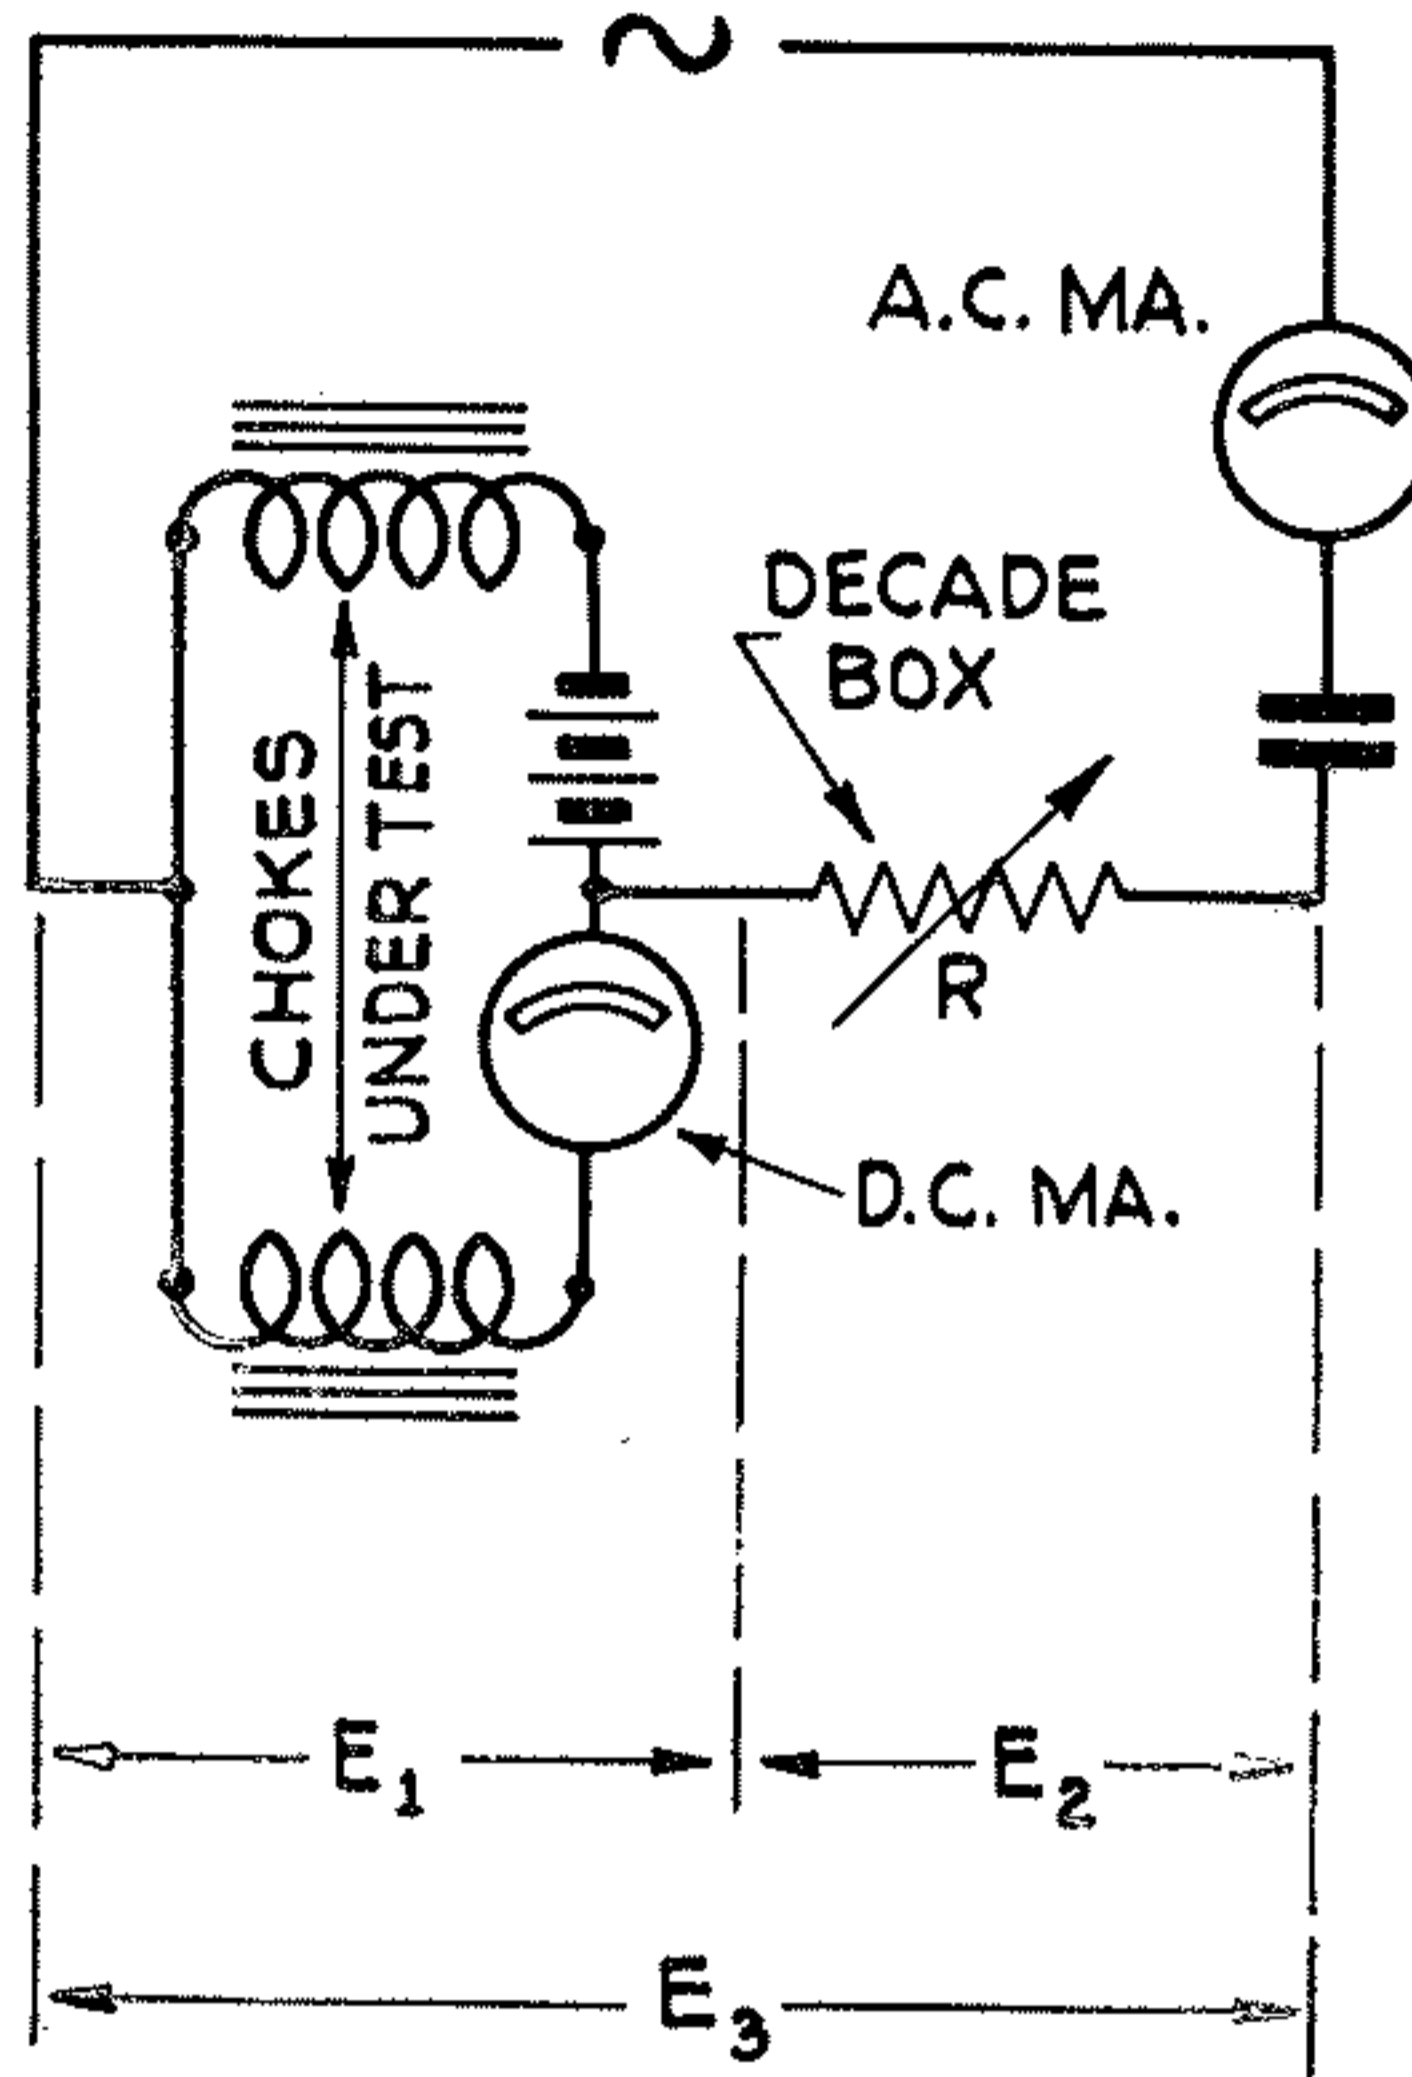 A.C. MA.
DECADE
BOX
CHOKES
UNDER TEST
R
D.C. MA.
E1
E2
E3